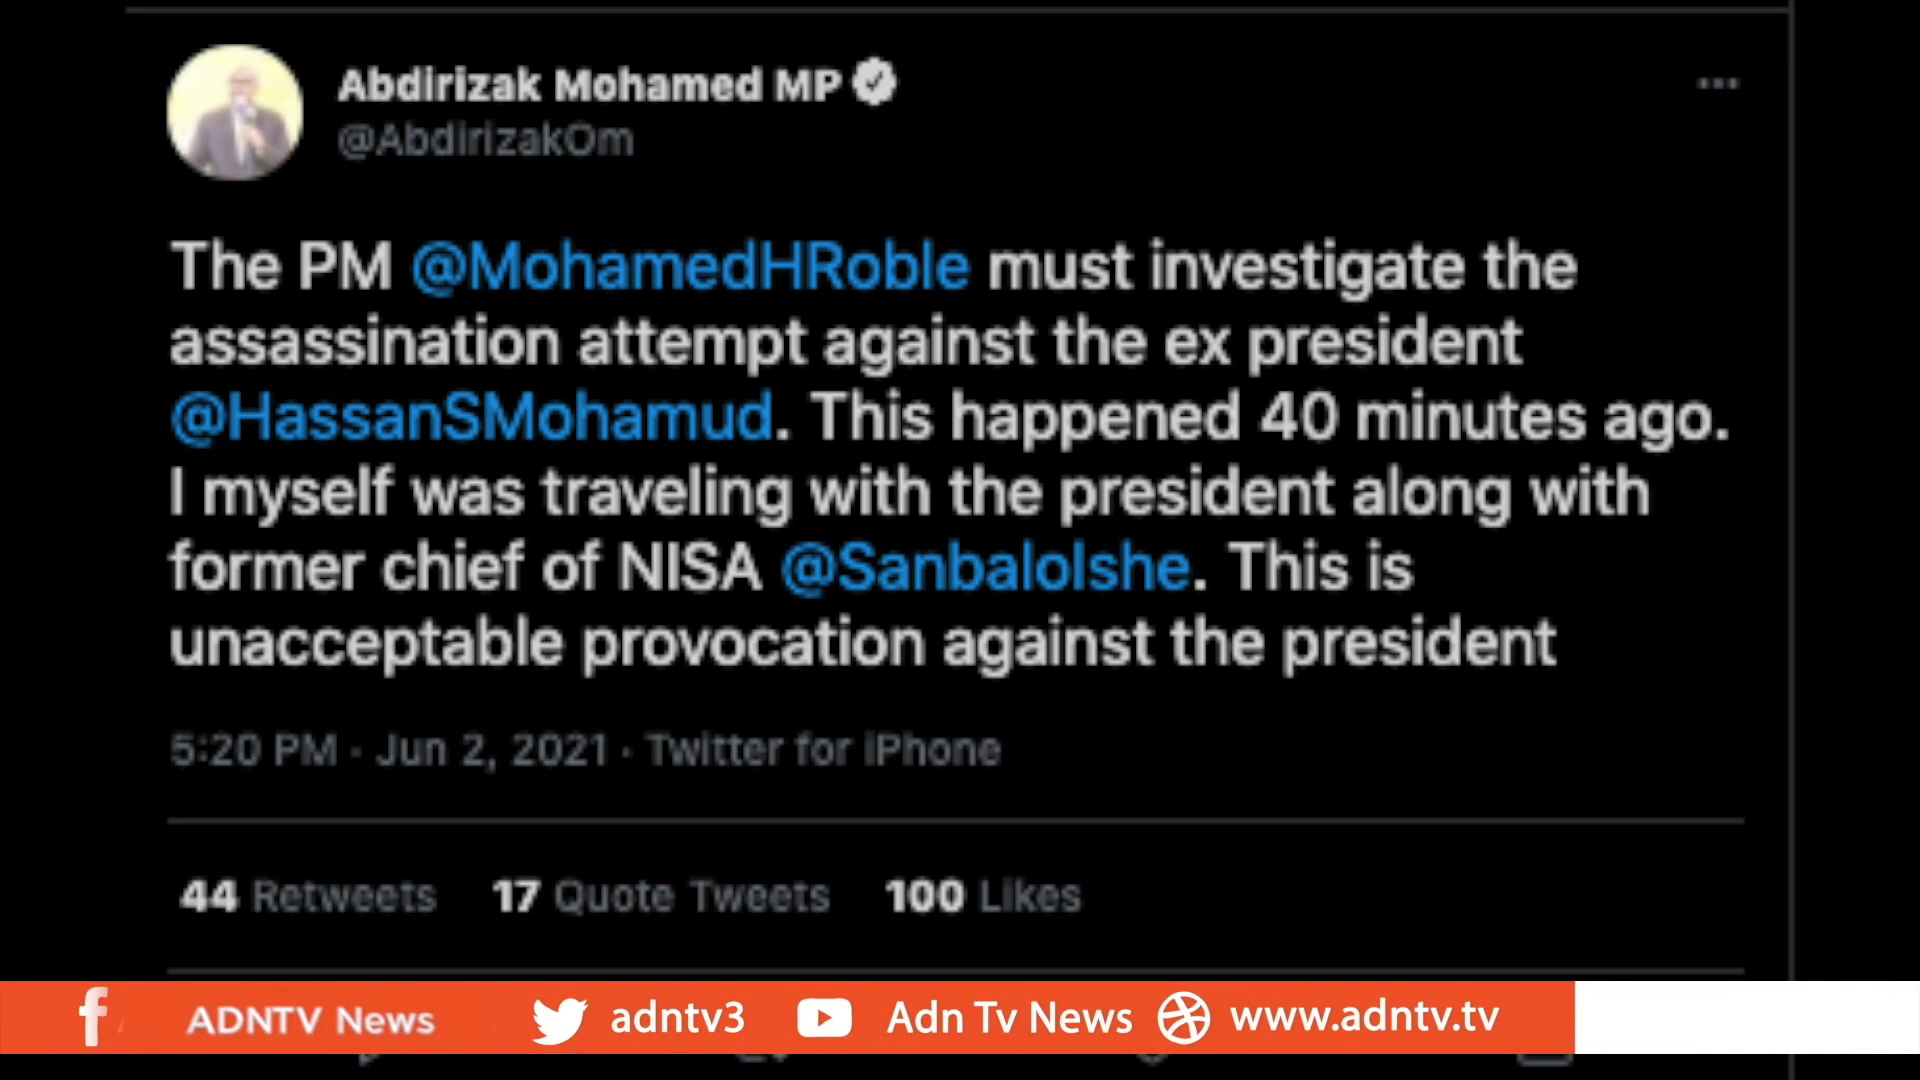 Abdirizak Mohamed MP
@AbdirizakOm
The PM @MohamedHRoble must investigate the
assassination attempt against the ex president
@HassanSMohamud. This happened 40 minutes ago.
I myself was traveling with the president along with
former chief of NISA @Sanbalolshe. This is
unacceptable provocation against the president
5:20 PM · Jun 2, 2021 · Twitter for iPhone
44 Retweets 17 Quote Tweets 100 Likes
ADNTV News adntv3 Adn Tv News www.adntv.tv